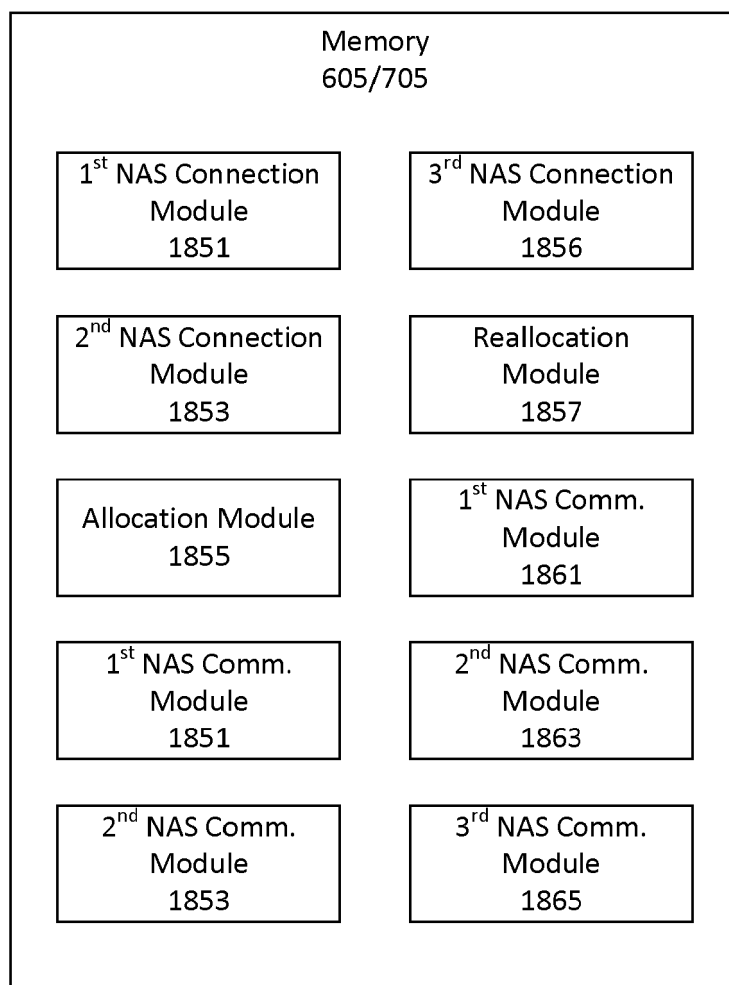 Memory
605/705
1st NAS Connection
Module
1851
2nd NAS Connection
Module
1853
Allocation Module
1855
1st NAS Comm.
Module
1851
2nd NAS Comm.
Module
1853
3rd NAS Connection
Module
1856
Reallocation
Module
1857
1st NAS Comm.
Module
1861
2nd NAS Comm.
Module
1863
3rd NAS Comm.
Module
1865